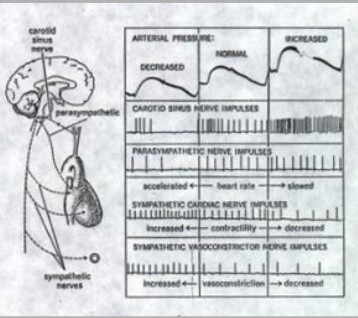 carotid
sinus
nerve
parasympathetic
sympathetic
nerves
ARTERIAL PRESSURE:
DECREASED
NORMAL
INCREASED
CAROTID SINUS NERVE IMPULSES
PARASYMPATHETIC NERVE IMPULSES
accelerated ← heart rate → slowed
SYMPATHETIC CARDIAC NERVE IMPULSES
increased ← contractility → decreased
SYMPATHETIC VASOCONSTRICTOR NERVE IMPULSES
increased ← vasoconstriction → decreased